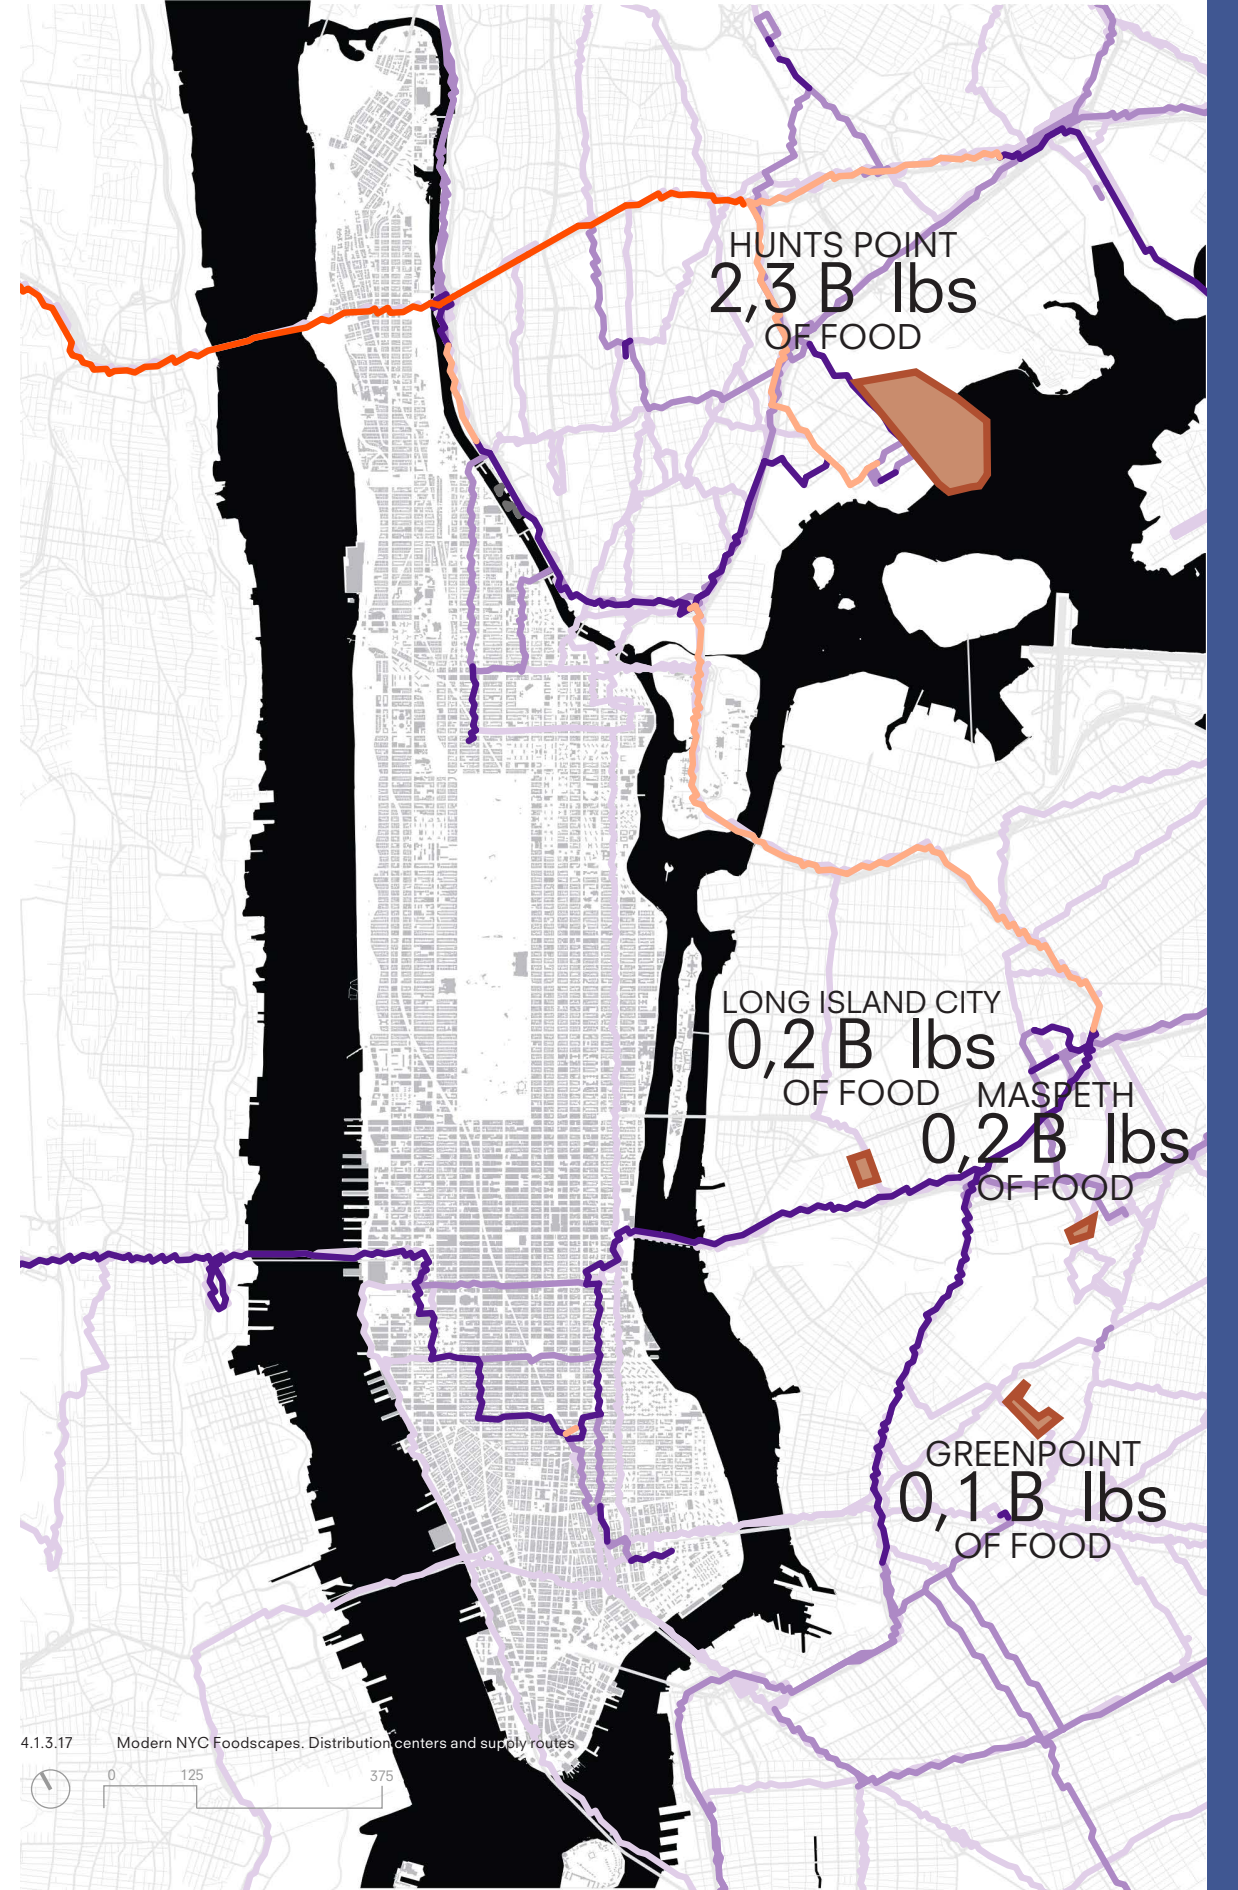 HUNTS POINT
2,3 B lbs
OF FOOD
LONG ISLAND CITY
0,2 B lbs
OF FOOD
MASPETH
0,2 B lbs
OF FOOD
GREENPOINT
0,1 B lbs
OF FOOD
4.1.3.17 Modern NYC Foodscapes. Distribution centers and supply routes
0 125 375